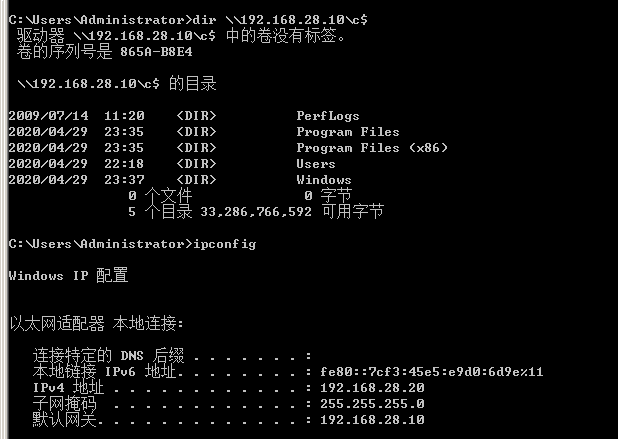 C:\Users\Administrator>dir \\192.168.28.10\c$
驱动器 \\192.168.28.10\c$ 中的卷没有标签。
卷的序列号是 865A-B8E4
\\192.168.28.10\c$ 的目录
2009/07/14  11:20    <DIR>          PerfLogs
2020/04/29  23:35    <DIR>          Program Files
2020/04/29  23:35    <DIR>          Program Files (x86)
2020/04/29  22:18    <DIR>          Users
2020/04/29  23:37    <DIR>          Windows
0 个文件              0 字节
5 个目录 33,286,766,592 可用字节
C:\Users\Administrator>ipconfig
Windows IP 配置
以太网适配器 本地连接:
连接特定的 DNS 后缀 . . . . . . . :
本地链接 IPv6 地址. . . . . . . . : fe80::7cf3:45e5:e9d0:6d9e%11
IPv4 地址 . . . . . . . . . . . . : 192.168.28.20
子网掩码  . . . . . . . . . . . . : 255.255.255.0
默认网关. . . . . . . . . . . . . : 192.168.28.10